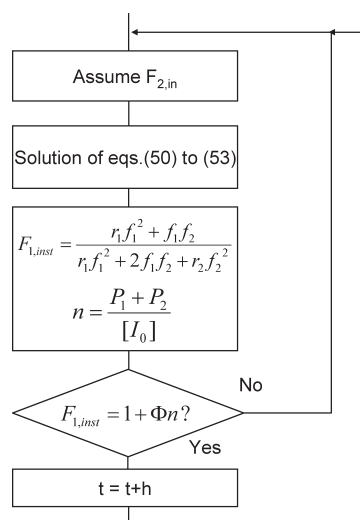 Assume F₂,in
Solution of eqs.(50) to (53)
F₁,inst = (r₁f₁² + f₁f₂) / (r₁f₁² + 2f₁f₂ + r₂f₂²)
n = (P₁ + P₂) / [I₀]
No
F₁,inst = 1 + Φn?
Yes
t = t+h